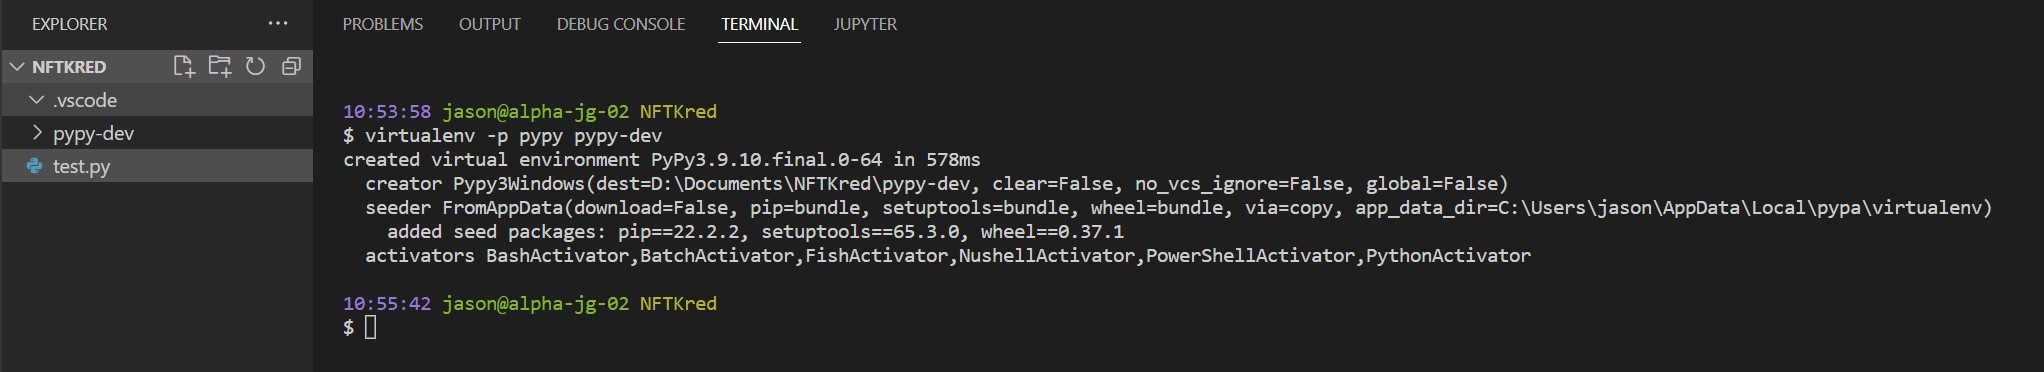 EXPLORER ...
NFTKRED
.vscode
pypy-dev
test.py
PROBLEMS OUTPUT DEBUG CONSOLE TERMINAL JUPYTER
10:53:58 jason@alpha-jg-02 NFTKred
$ virtualenv -p pypy pypy-dev
created virtual environment PyPy3.9.10.final.0-64 in 578ms
  creator Pypy3Windows(dest=D:\Documents\NFTKred\pypy-dev, clear=False, no_vcs_ignore=False, global=False)
  seeder FromAppData(download=False, pip=bundle, setuptools=bundle, wheel=bundle, via=copy, app_data_dir=C:\Users\jason\AppData\Local\pypa\virtualenv)
    added seed packages: pip==22.2.2, setuptools==65.3.0, wheel==0.37.1
  activators BashActivator,BatchActivator,FishActivator,NushellActivator,PowerShellActivator,PythonActivator
10:55:42 jason@alpha-jg-02 NFTKred
$